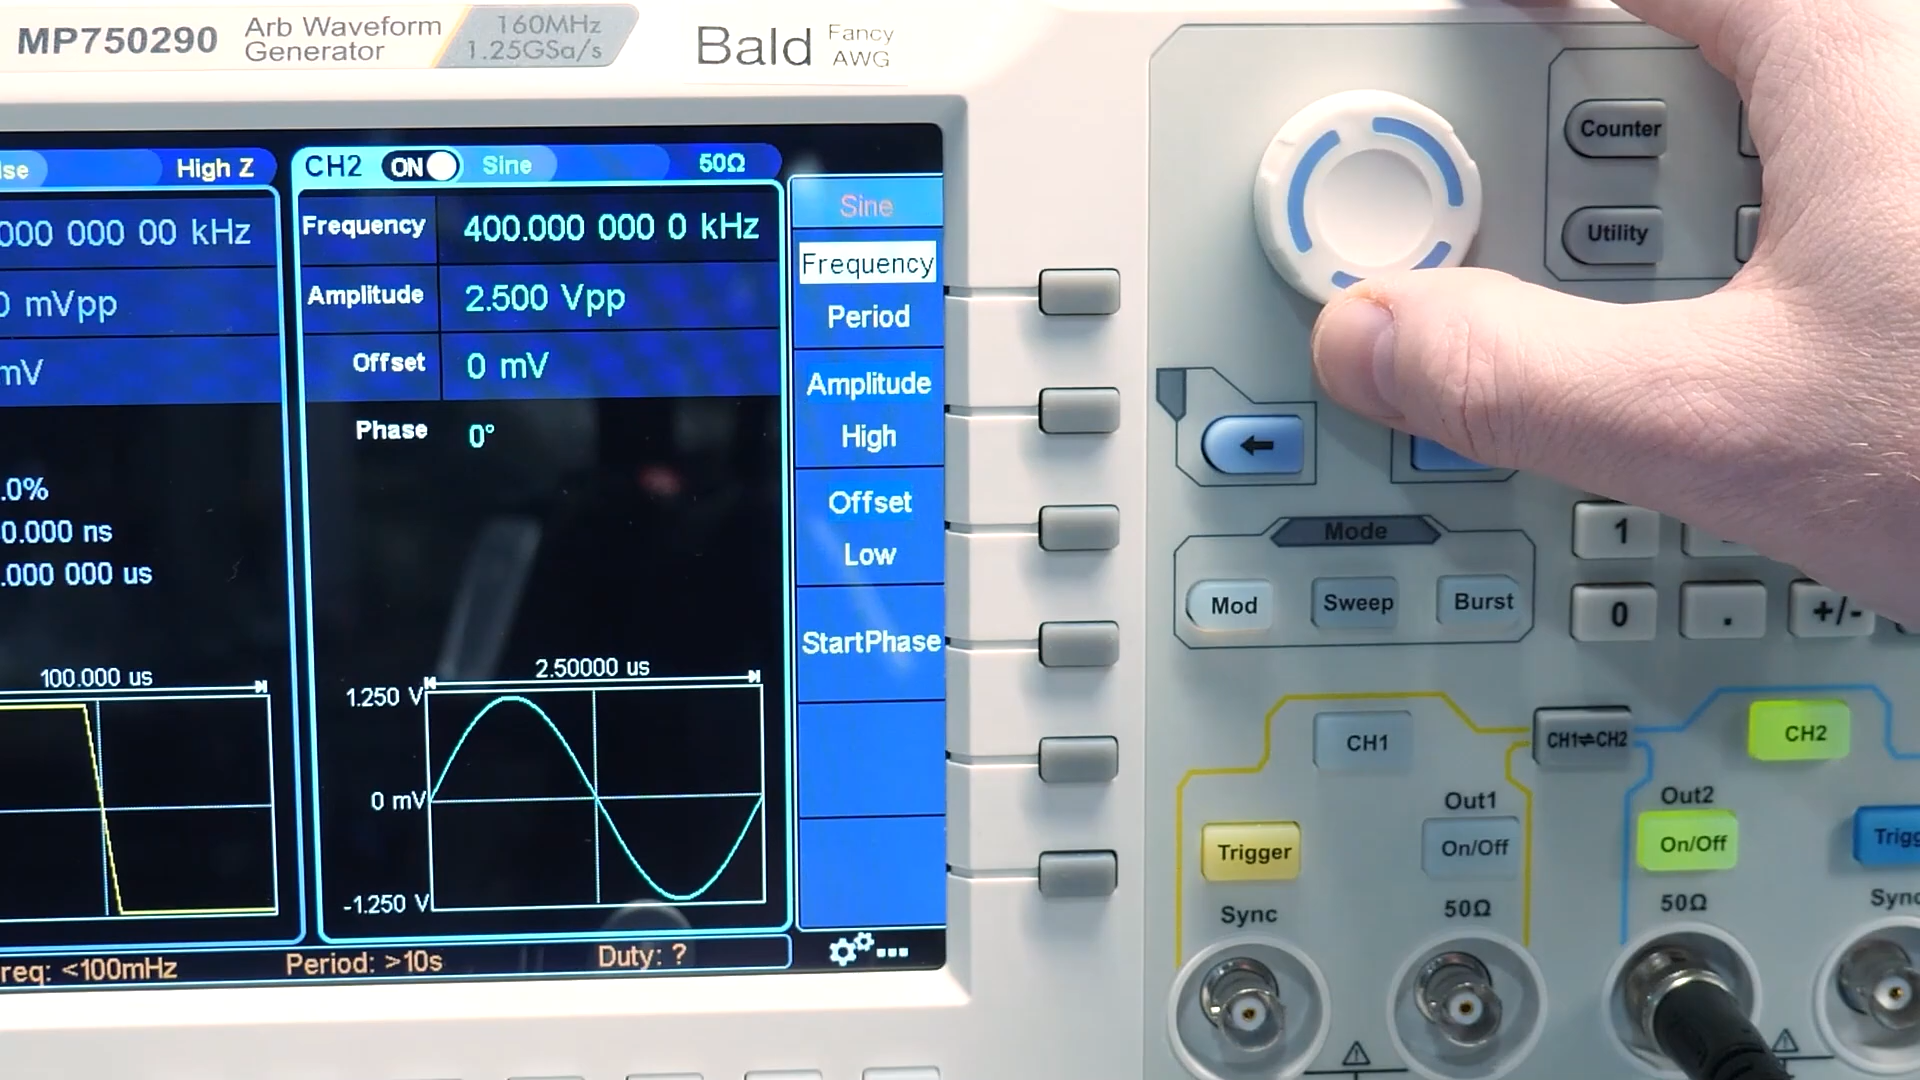 MP750290
Arb Waveform
Generator
160MHz
1.25GSa/s
Bald
Fancy
AWG
High Z
000 000 00 kHz
0 mVpp
mV
.0%
0.000 ns
.000 000 us
100.000 us
CH2 ON Sine 50Ω
Frequency 400.000 000 0 kHz
Amplitude 2.500 Vpp
Offset 0 mV
Phase 0°
2.50000 us
1.250 V
0 mV
-1.250 V
Sine
Frequency
Period
Amplitude
High
Offset
Low
StartPhase
req: <100mHz Period: >10s Duty: ?
Counter
Utility
Mode
Mod Sweep Burst
1
0 . +/-
CH1 CH1⇌CH2 CH2
Out1 Out2
Trigger On/Off On/Off Trigg
Sync 50Ω 50Ω Sync